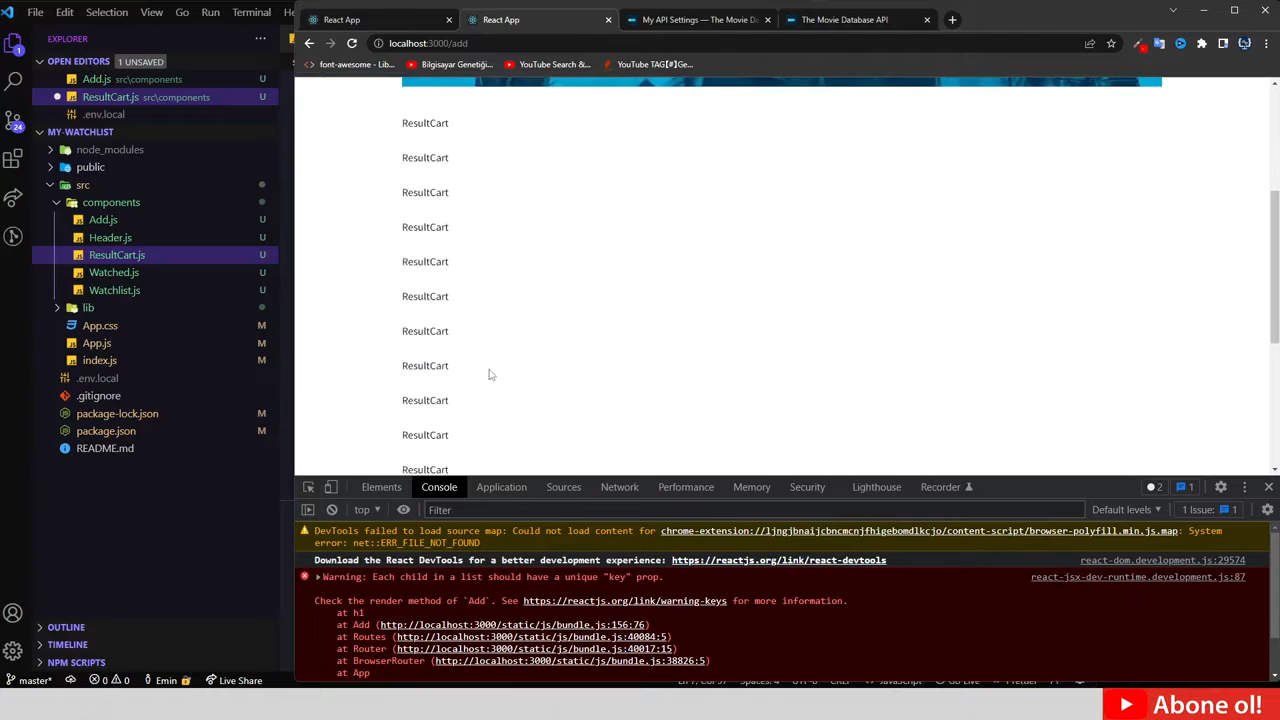 File Edit Selection View Go Run Terminal
EXPLORER
OPEN EDITORS 1 UNSAVED
Add.js src\components U
ResultCart.js src\components U
.env.local
MY-WATCHLIST
node_modules
public
src
components
Add.js U
Header.js U
ResultCart.js U
Watched.js U
Watchlist.js U
lib
App.css M
App.js M
index.js M
.env.local
.gitignore
package-lock.json M
package.json M
README.md
OUTLINE
TIMELINE
NPM SCRIPTS
1
24
master* 0 0 Emin Live Share
React App
React App
My API Settings — The Movie Da
The Movie Database API
localhost:3000/add
font-awesome - Lib...
Bilgisayar Genetiği...
YouTube Search &...
YouTube TAG【#】Ge...
ResultCart
ResultCart
ResultCart
ResultCart
ResultCart
ResultCart
ResultCart
ResultCart
ResultCart
ResultCart
ResultCart
Elements Console Application Sources Network Performance Memory Security Lighthouse Recorder 2 1
top Filter Default levels 1 Issue: 1
DevTools failed to load source map: Could not load content for chrome-extension://ljngjbnaijcbncmcnjfhigebomdlkcjo/content-script/browser-polyfill.min.js.map: System
error: net::ERR_FILE_NOT_FOUND
Download the React DevTools for a better development experience: https://reactjs.org/link/react-devtools react-dom.development.js:29574
Warning: Each child in a list should have a unique "key" prop. react-jsx-dev-runtime.development.js:87
Check the render method of `Add`. See https://reactjs.org/link/warning-keys for more information.
at h1
at Add (http://localhost:3000/static/js/bundle.js:156:76)
at Routes (http://localhost:3000/static/js/bundle.js:40084:5)
at Router (http://localhost:3000/static/js/bundle.js:40017:15)
at BrowserRouter (http://localhost:3000/static/js/bundle.js:38826:5)
at App
Abone ol!